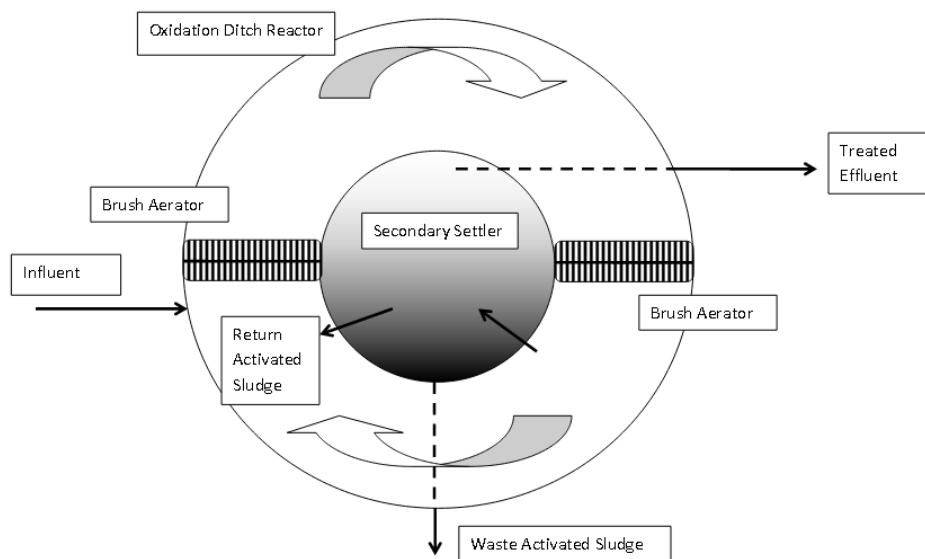 Oxidation Ditch Reactor
Treated
Effluent
Brush Aerator
Secondary Settler
Influent
Brush Aerator
Return
Activated
Sludge
Waste Activated Sludge